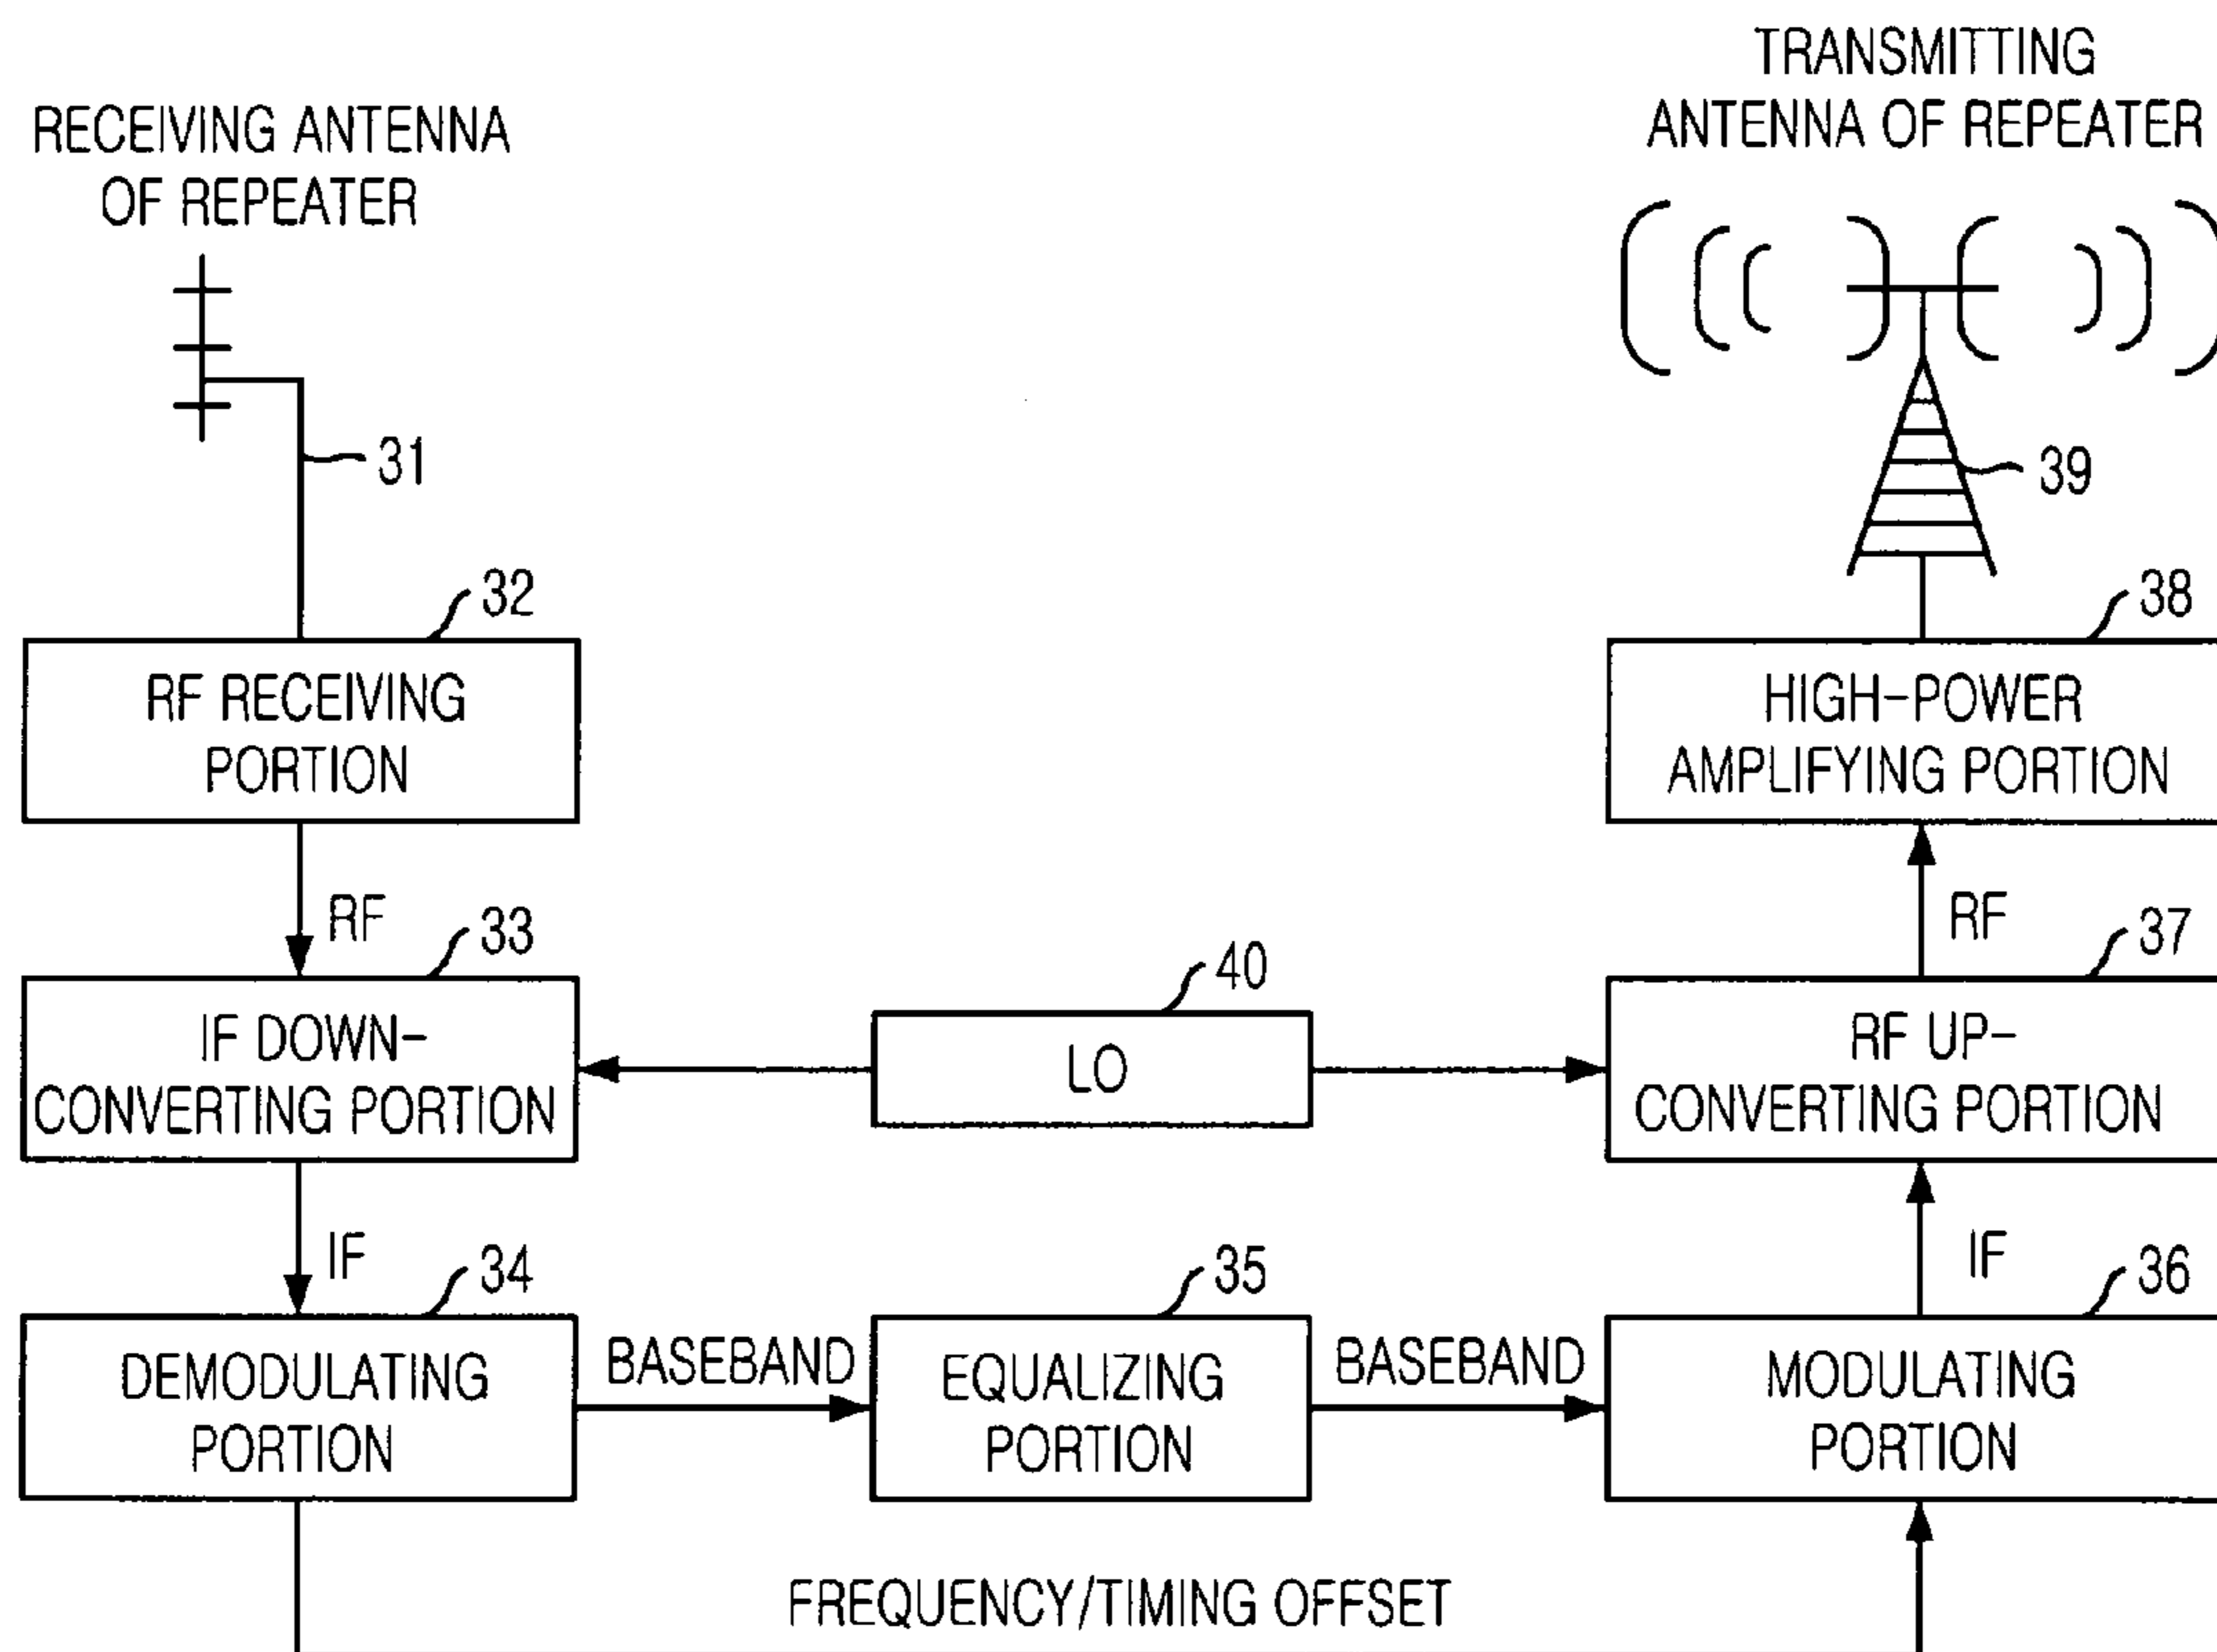 RECEIVING ANTENNA
OF REPEATER
TRANSMITTING
ANTENNA OF REPEATER
31
39
32
RF RECEIVING
PORTION
38
HIGH-POWER
AMPLIFYING PORTION
RF
RF
33
IF DOWN-
CONVERTING PORTION
40
LO
37
RF UP-
CONVERTING PORTION
IF
IF
34
DEMODULATING
PORTION
BASEBAND
35
EQUALIZING
PORTION
BASEBAND
36
MODULATING
PORTION
FREQUENCY/TIMING OFFSET